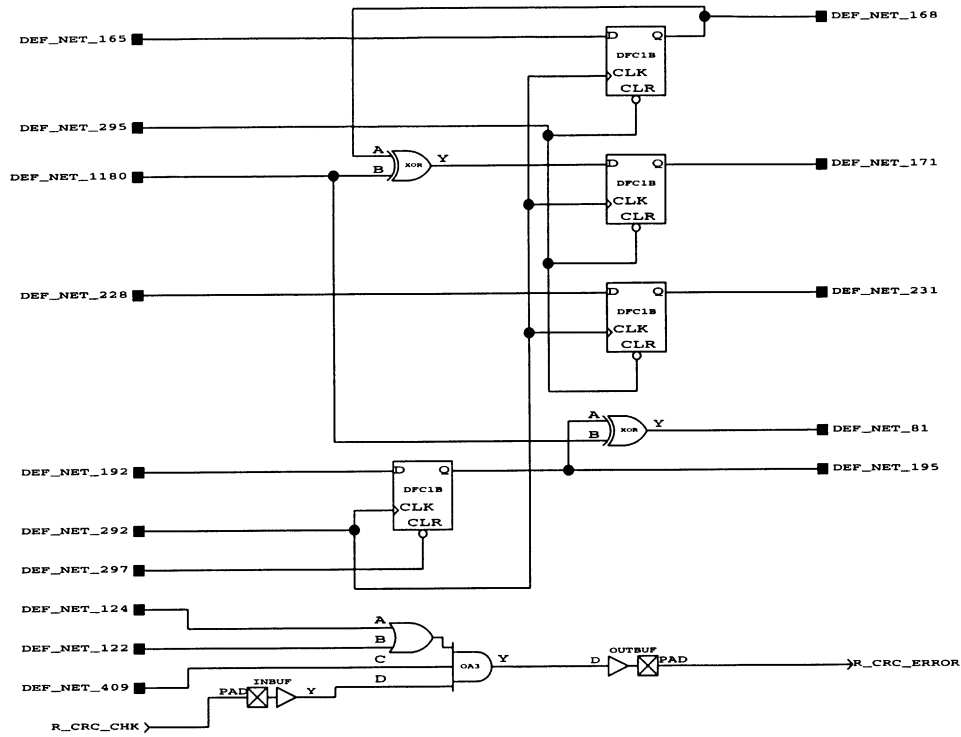 DEF_NET_168
DEF_NET_165
D Q
DFC1B
CLK
CLR
DEF_NET_295
A
XOR
Y
B
DEF_NET_1180
D Q
DFC1B
CLK
CLR
DEF_NET_171
DEF_NET_228
D Q
DFC1B
CLK
CLR
DEF_NET_231
A
XOR
Y
B
DEF_NET_81
DEF_NET_192
D Q
DFC1B
CLK
CLR
DEF_NET_195
DEF_NET_292
DEF_NET_297
DEF_NET_124
A
DEF_NET_122
B
C
OA3
Y
D
OUTBUF
PAD
R_CRC_ERROR
DEF_NET_409
D
PAD
INBUF
Y
R_CRC_CHK